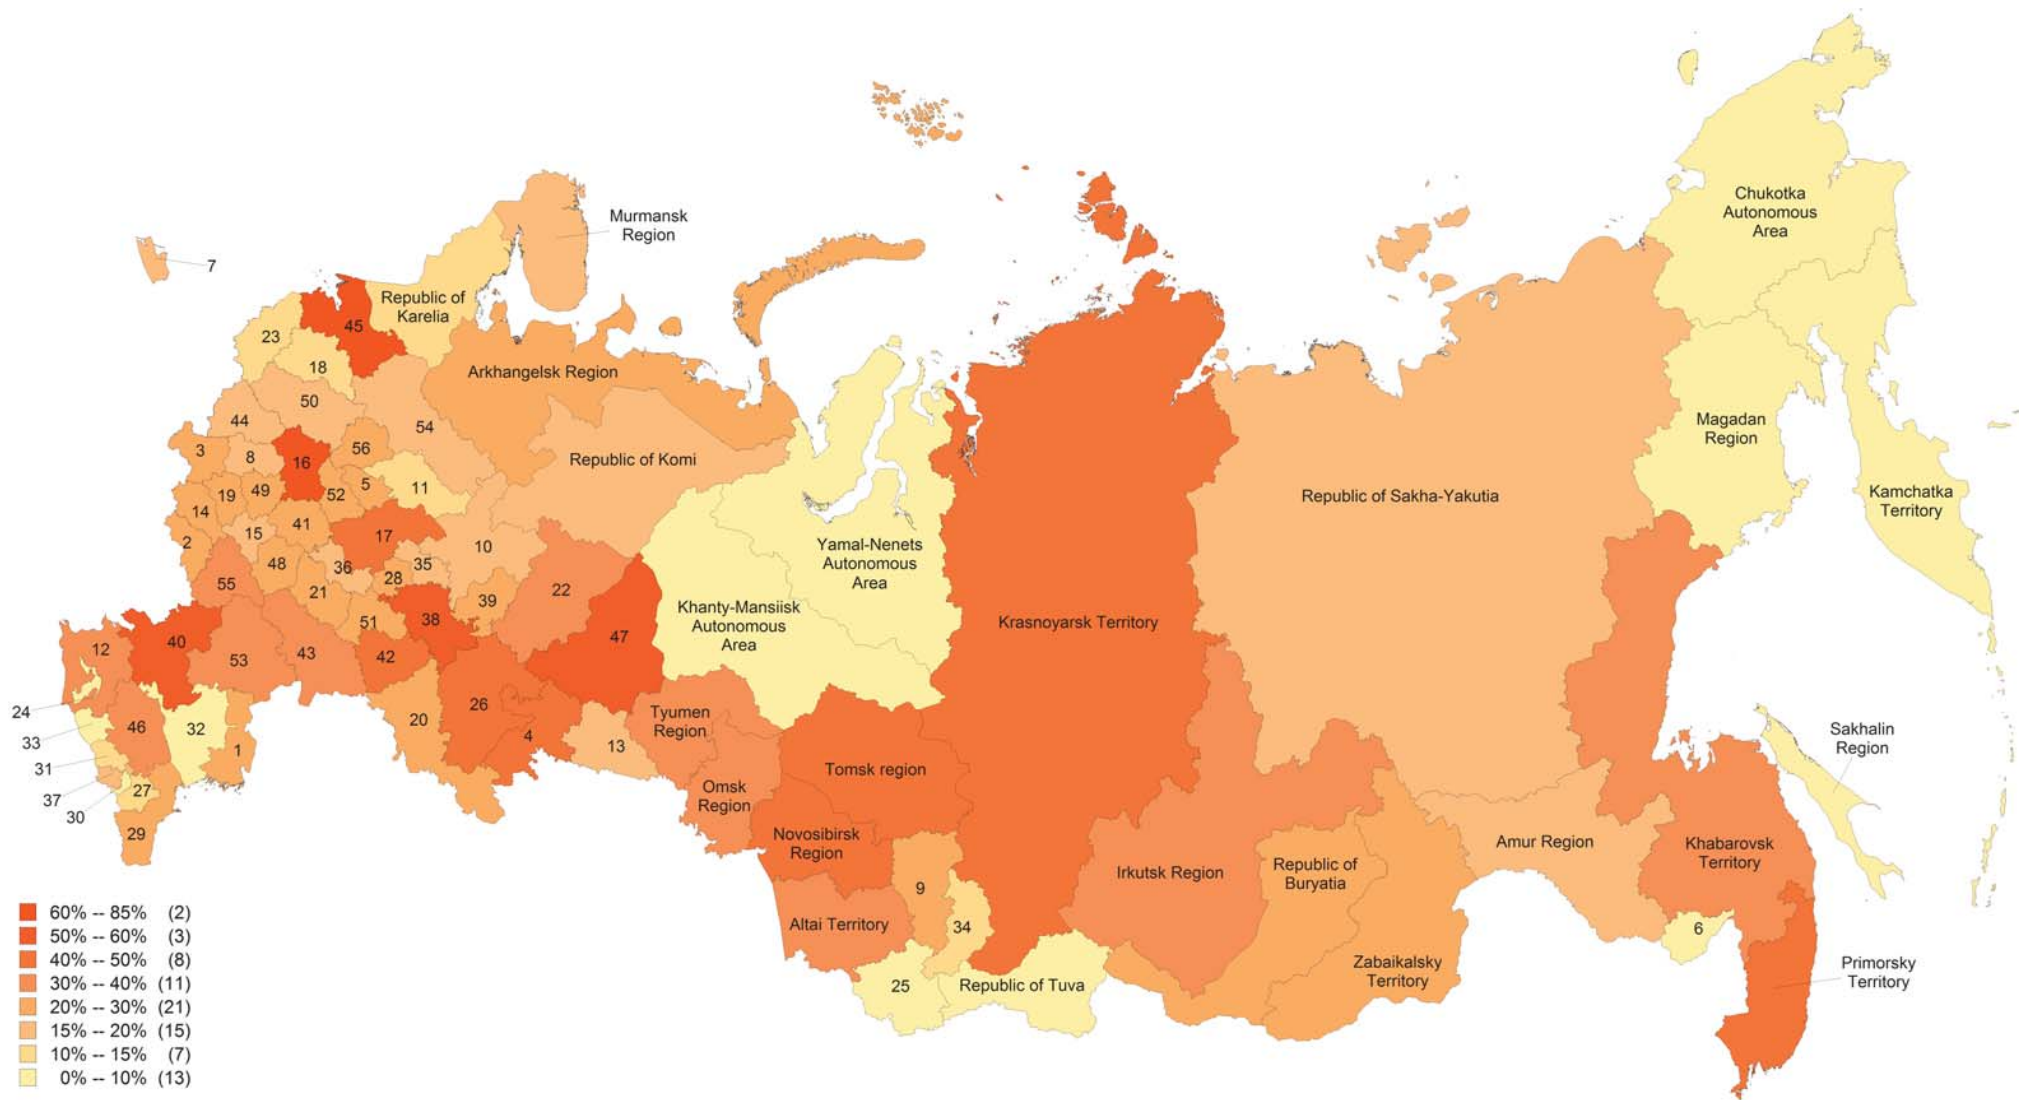 Chukotka
Autonomous
Area
Murmansk
Region
7
Republic of
Karelia
45
23
18
Arkhangelsk Region
50
44
54
Magadan
Region
3
8
16
56
Republic of Komi
19
49
52
5
11
Republic of Sakha-Yakutia
Kamchatka
Territory
14
41
15
17
2
10
Yamal-Nenets
Autonomous
Area
48
36
35
28
55
21
22
39
Khanty-Mansiisk
Autonomous
Area
51
38
47
Krasnoyarsk Territory
40
12
53
43
42
24
26
20
Tyumen
Region
46
32
33
1
4
13
Sakhalin
Region
31
37
27
30
Tomsk region
Omsk
Region
29
Novosibirsk
Region
Amur Region
Khabarovsk
Territory
Irkutsk Region
Republic of
Buryatia
9
Altai Territory
34
6
25
Republic of Tuva
Zabaikalsky
Territory
Primorsky
Territory
60% -- 85% (2)
50% -- 60% (3)
40% -- 50% (8)
30% -- 40% (11)
20% -- 30% (21)
15% -- 20% (15)
10% -- 15% (7)
0% -- 10% (13)